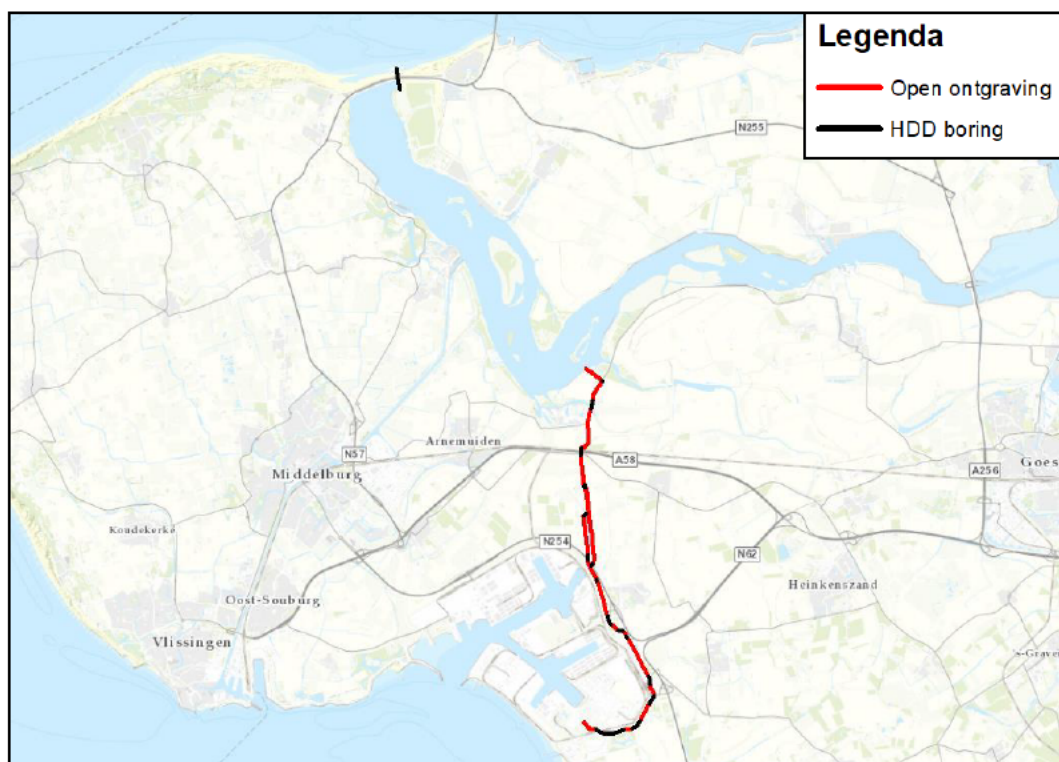 Legenda
Open ontgraving
HDD boring
N255
Arnemuiden
N57
A58
Middelburg
A256
Goes
Koudekerke
N254
N62
Heinkenszand
Oost-Souburg
Vlissingen
's-Grave